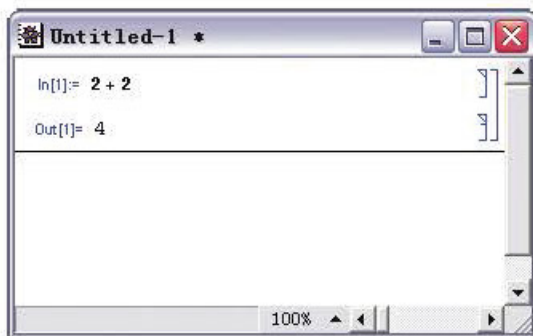 Untitled-1 *
In[1]:= 2 + 2
Out[1]= 4
100%